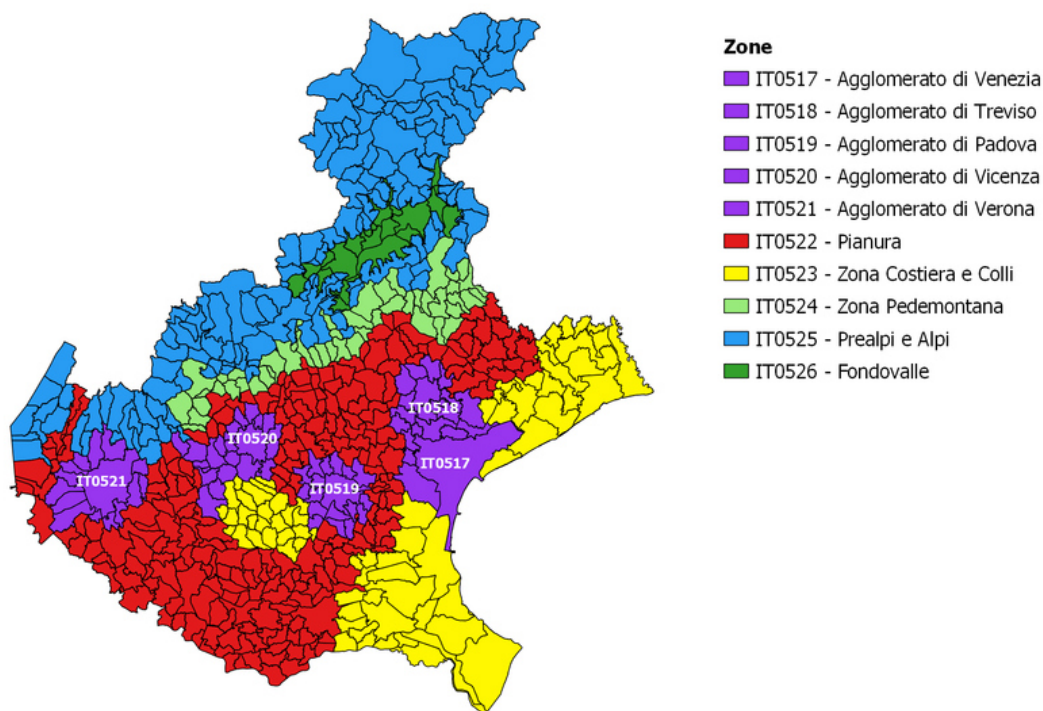 Zone
IT0517 - Agglomerato di Venezia
IT0518 - Agglomerato di Treviso
IT0519 - Agglomerato di Padova
IT0520 - Agglomerato di Vicenza
IT0521 - Agglomerato di Verona
IT0522 - Pianura
IT0523 - Zona Costiera e Colli
IT0524 - Zona Pedemontana
IT0525 - Prealpi e Alpi
IT0526 - Fondovalle
IT0518
IT0520
IT0517
IT0521
IT0519